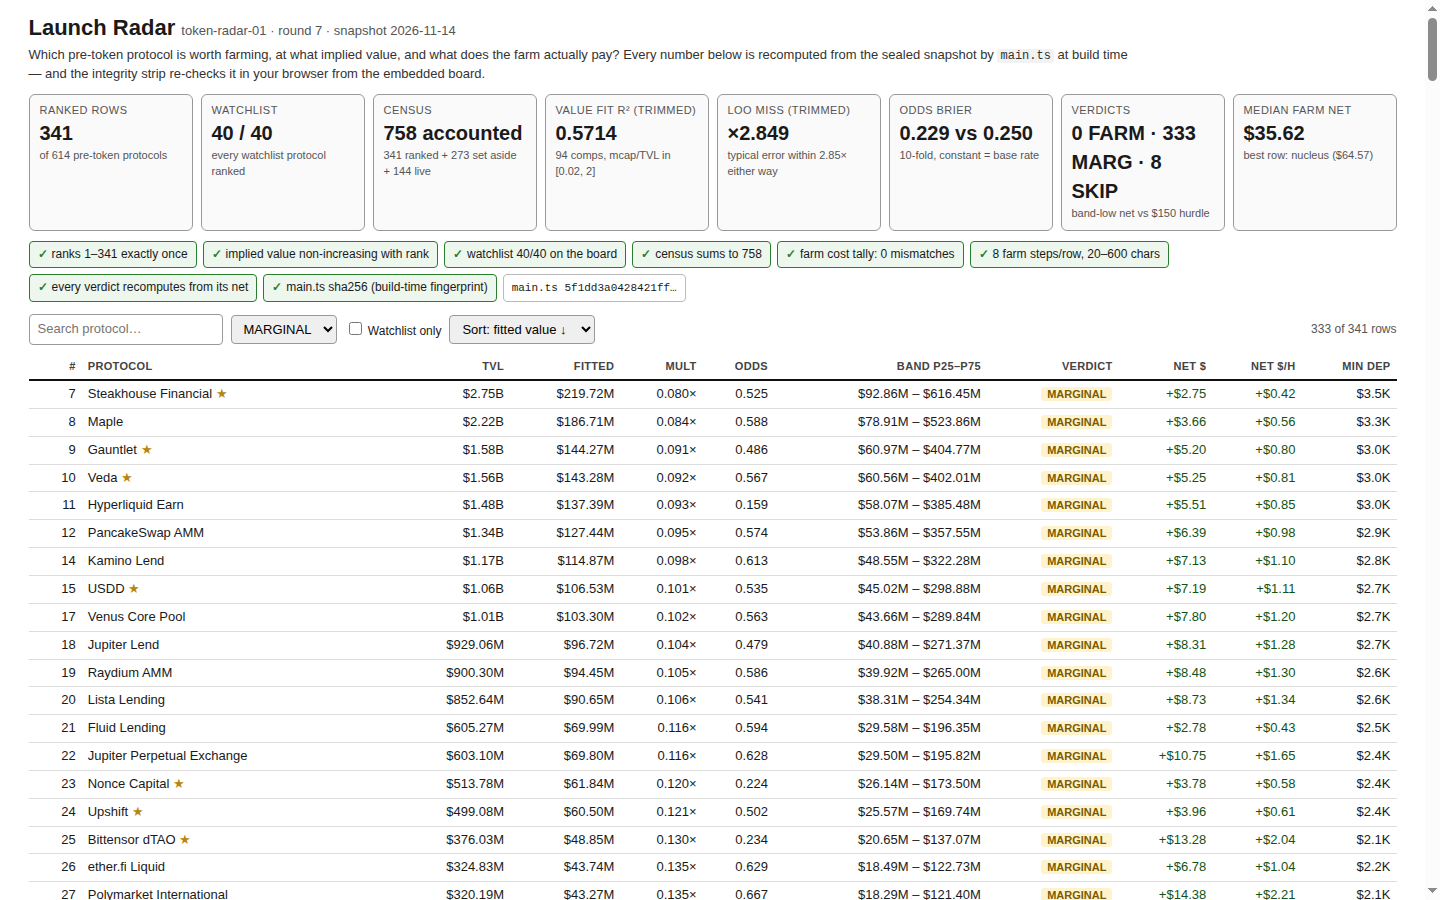 Launch Radar token-radar-01 · round 7 · snapshot 2026-11-14
Which pre-token protocol is worth farming, at what implied value, and what does the farm actually pay? Every number below is recomputed from the sealed snapshot by main.ts at build time
— and the integrity strip re-checks it in your browser from the embedded board.
RANKED ROWS
341
of 614 pre-token protocols
WATCHLIST
40 / 40
every watchlist protocol
ranked
CENSUS
758 accounted
341 ranked + 273 set aside
+ 144 live
VALUE FIT R² (TRIMMED)
0.5714
94 comps, mcap/TVL in
[0.02, 2]
LOO MISS (TRIMMED)
×2.849
typical error within 2.85×
either way
ODDS BRIER
0.229 vs 0.250
10-fold, constant = base rate
VERDICTS
0 FARM · 333
MARG · 8
SKIP
band-low net vs $150 hurdle
MEDIAN FARM NET
$35.62
best row: nucleus ($64.57)
✓ ranks 1–341 exactly once ✓ implied value non-increasing with rank ✓ watchlist 40/40 on the board ✓ census sums to 758 ✓ farm cost tally: 0 mismatches ✓ 8 farm steps/row, 20–600 chars
✓ every verdict recomputes from its net ✓ main.ts sha256 (build-time fingerprint) main.ts 5f1dd3a0428421ff…
Search protocol… MARGINAL Watchlist only Sort: fitted value ↓ 333 of 341 rows
# PROTOCOL TVL FITTED MULT ODDS BAND P25–P75 VERDICT NET $ NET $/H MIN DEP
7 Steakhouse Financial ★ $2.75B $219.72M 0.080× 0.525 $92.86M – $616.45M MARGINAL +$2.75 +$0.42 $3.5K
8 Maple $2.22B $186.71M 0.084× 0.588 $78.91M – $523.86M MARGINAL +$3.66 +$0.56 $3.3K
9 Gauntlet ★ $1.58B $144.27M 0.091× 0.486 $60.97M – $404.77M MARGINAL +$5.20 +$0.80 $3.0K
10 Veda ★ $1.56B $143.28M 0.092× 0.567 $60.56M – $402.01M MARGINAL +$5.25 +$0.81 $3.0K
11 Hyperliquid Earn $1.48B $137.39M 0.093× 0.159 $58.07M – $385.48M MARGINAL +$5.51 +$0.85 $3.0K
12 PancakeSwap AMM $1.34B $127.44M 0.095× 0.574 $53.86M – $357.55M MARGINAL +$6.39 +$0.98 $2.9K
14 Kamino Lend $1.17B $114.87M 0.098× 0.613 $48.55M – $322.28M MARGINAL +$7.13 +$1.10 $2.8K
15 USDD ★ $1.06B $106.53M 0.101× 0.535 $45.02M – $298.88M MARGINAL +$7.19 +$1.11 $2.7K
17 Venus Core Pool $1.01B $103.30M 0.102× 0.563 $43.66M – $289.84M MARGINAL +$7.80 +$1.20 $2.7K
18 Jupiter Lend $929.06M $96.72M 0.104× 0.479 $40.88M – $271.37M MARGINAL +$8.31 +$1.28 $2.7K
19 Raydium AMM $900.30M $94.45M 0.105× 0.586 $39.92M – $265.00M MARGINAL +$8.48 +$1.30 $2.6K
20 Lista Lending $852.64M $90.65M 0.106× 0.541 $38.31M – $254.34M MARGINAL +$8.73 +$1.34 $2.6K
21 Fluid Lending $605.27M $69.99M 0.116× 0.594 $29.58M – $196.35M MARGINAL +$2.78 +$0.43 $2.5K
22 Jupiter Perpetual Exchange $603.10M $69.80M 0.116× 0.628 $29.50M – $195.82M MARGINAL +$10.75 +$1.65 $2.4K
23 Nonce Capital ★ $513.78M $61.84M 0.120× 0.224 $26.14M – $173.50M MARGINAL +$3.78 +$0.58 $2.4K
24 Upshift ★ $499.08M $60.50M 0.121× 0.502 $25.57M – $169.74M MARGINAL +$3.96 +$0.61 $2.4K
25 Bittensor dTAO ★ $376.03M $48.85M 0.130× 0.234 $20.65M – $137.07M MARGINAL +$13.28 +$2.04 $2.1K
26 ether.fi Liquid $324.83M $43.74M 0.135× 0.629 $18.49M – $122.73M MARGINAL +$6.78 +$1.04 $2.2K
27 Polymarket International $320.19M $43.27M 0.135× 0.667 $18.29M – $121.40M MARGINAL +$14.38 +$2.21 $2.1K